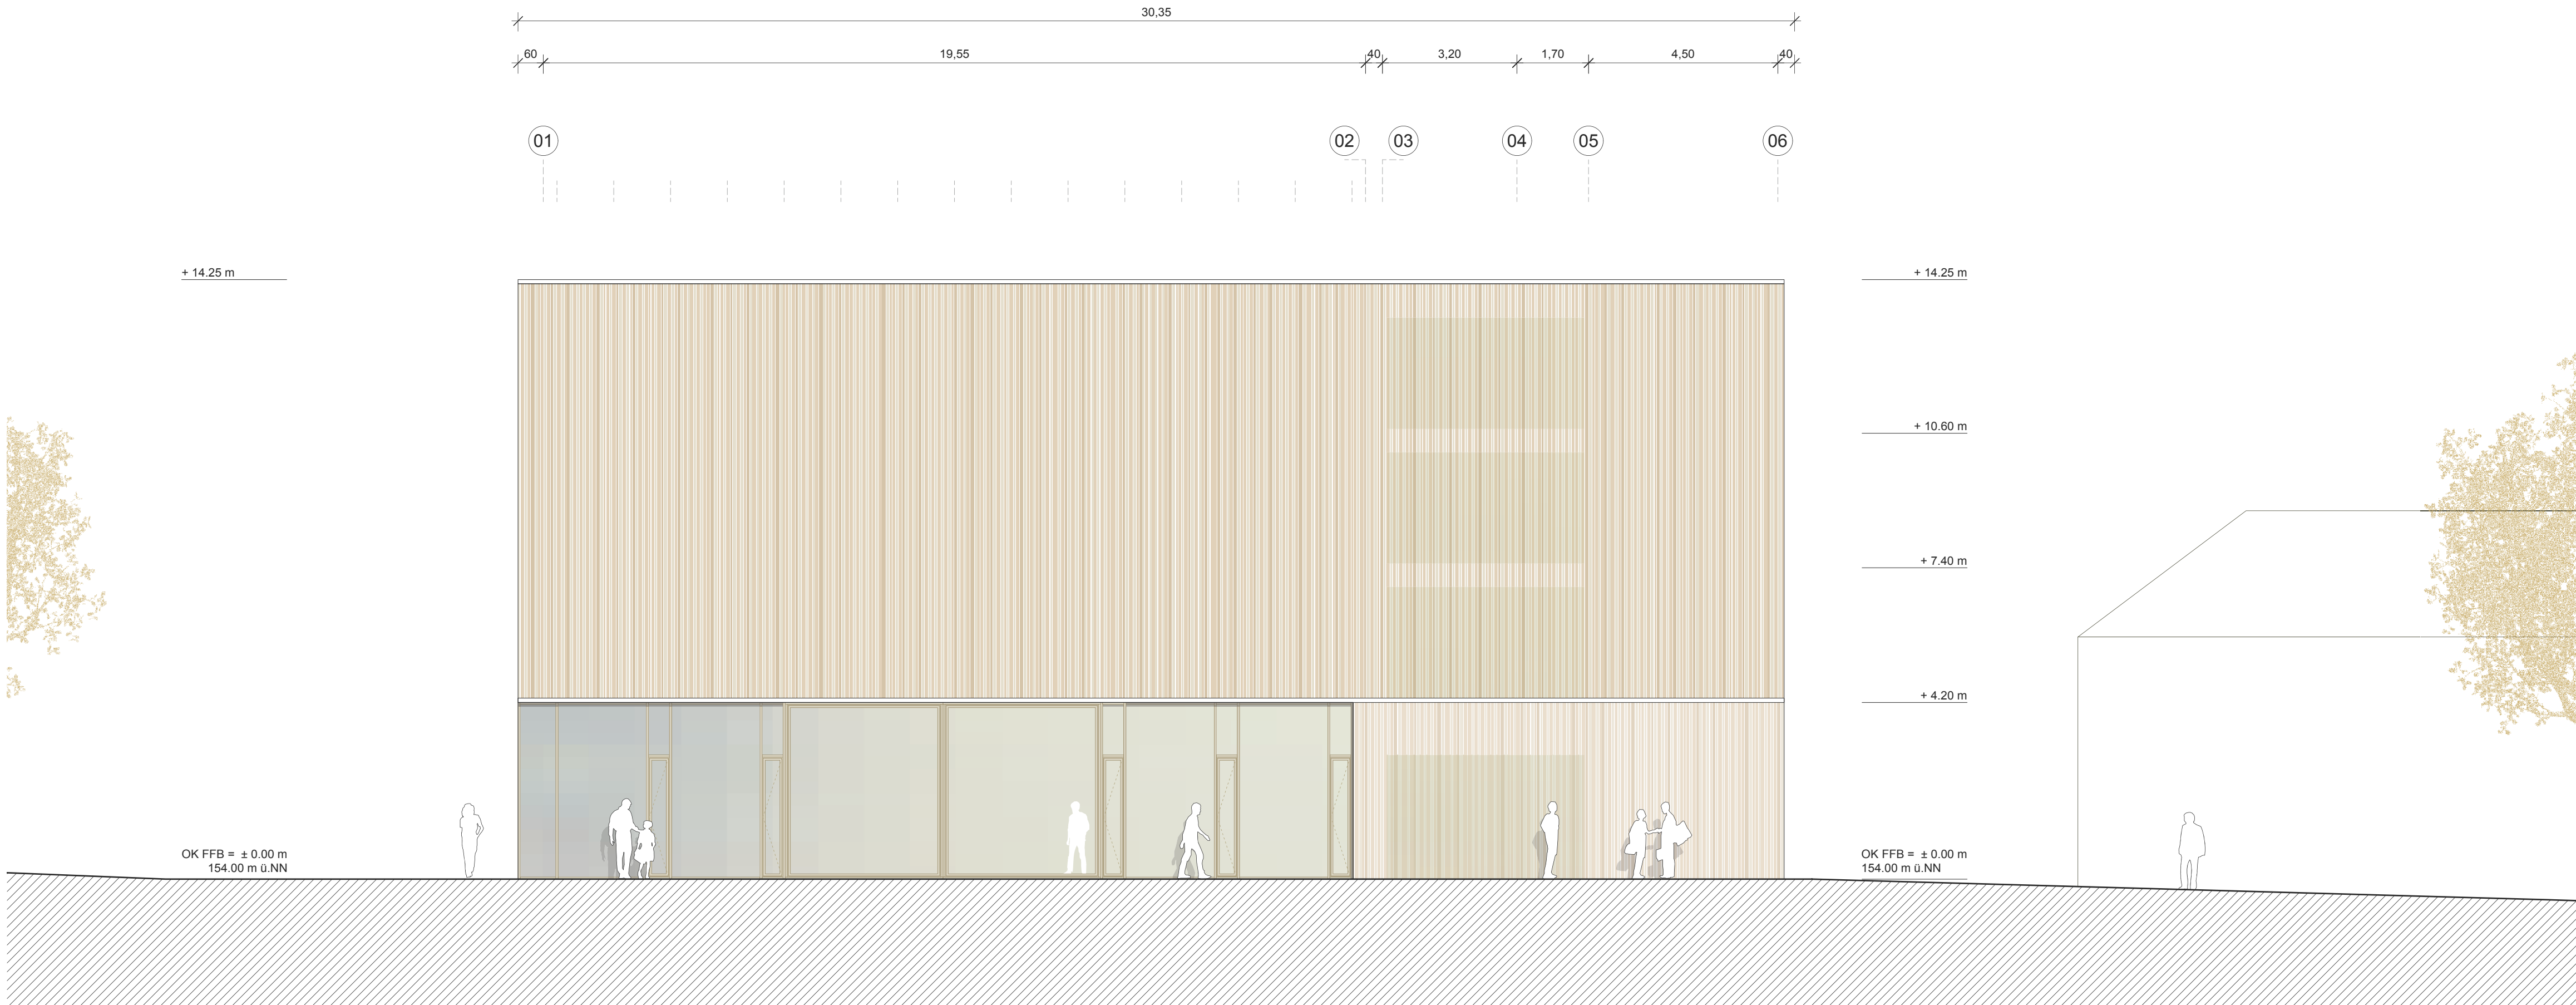 30,35
60 19,55 40 3,20 1,70 4,50 40
01 02 03 04 05 06
+ 14.25 m
+ 14.25 m
+ 10.60 m
+ 7.40 m
+ 4.20 m
OK FFB = ± 0.00 m
154.00 m ü.NN
OK FFB = ± 0.00 m
154.00 m ü.NN